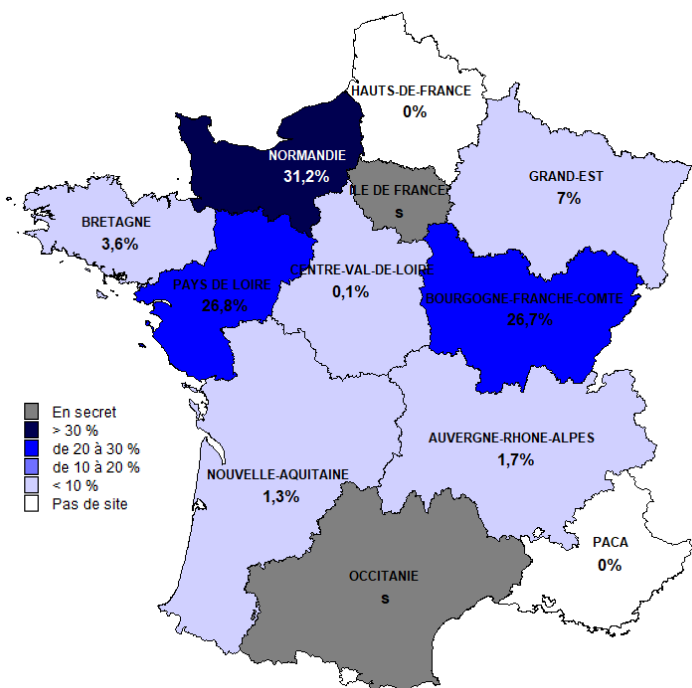 HAUTS-DE-FRANCE
0%
NORMANDIE
31,2%
GRAND-EST
7%
ILE DE FRANCE
s
BRETAGNE
3,6%
CENTRE-VAL-DE-LOIRE
0,1%
PAYS DE LOIRE
26,8%
BOURGOGNE-FRANCHE-COMTE
26,7%
En secret
> 30 %
de 20 à 30 %
de 10 à 20 %
< 10 %
Pas de site
AUVERGNE-RHONE-ALPES
1,7%
NOUVELLE-AQUITAINE
1,3%
PACA
0%
OCCITANIE
s